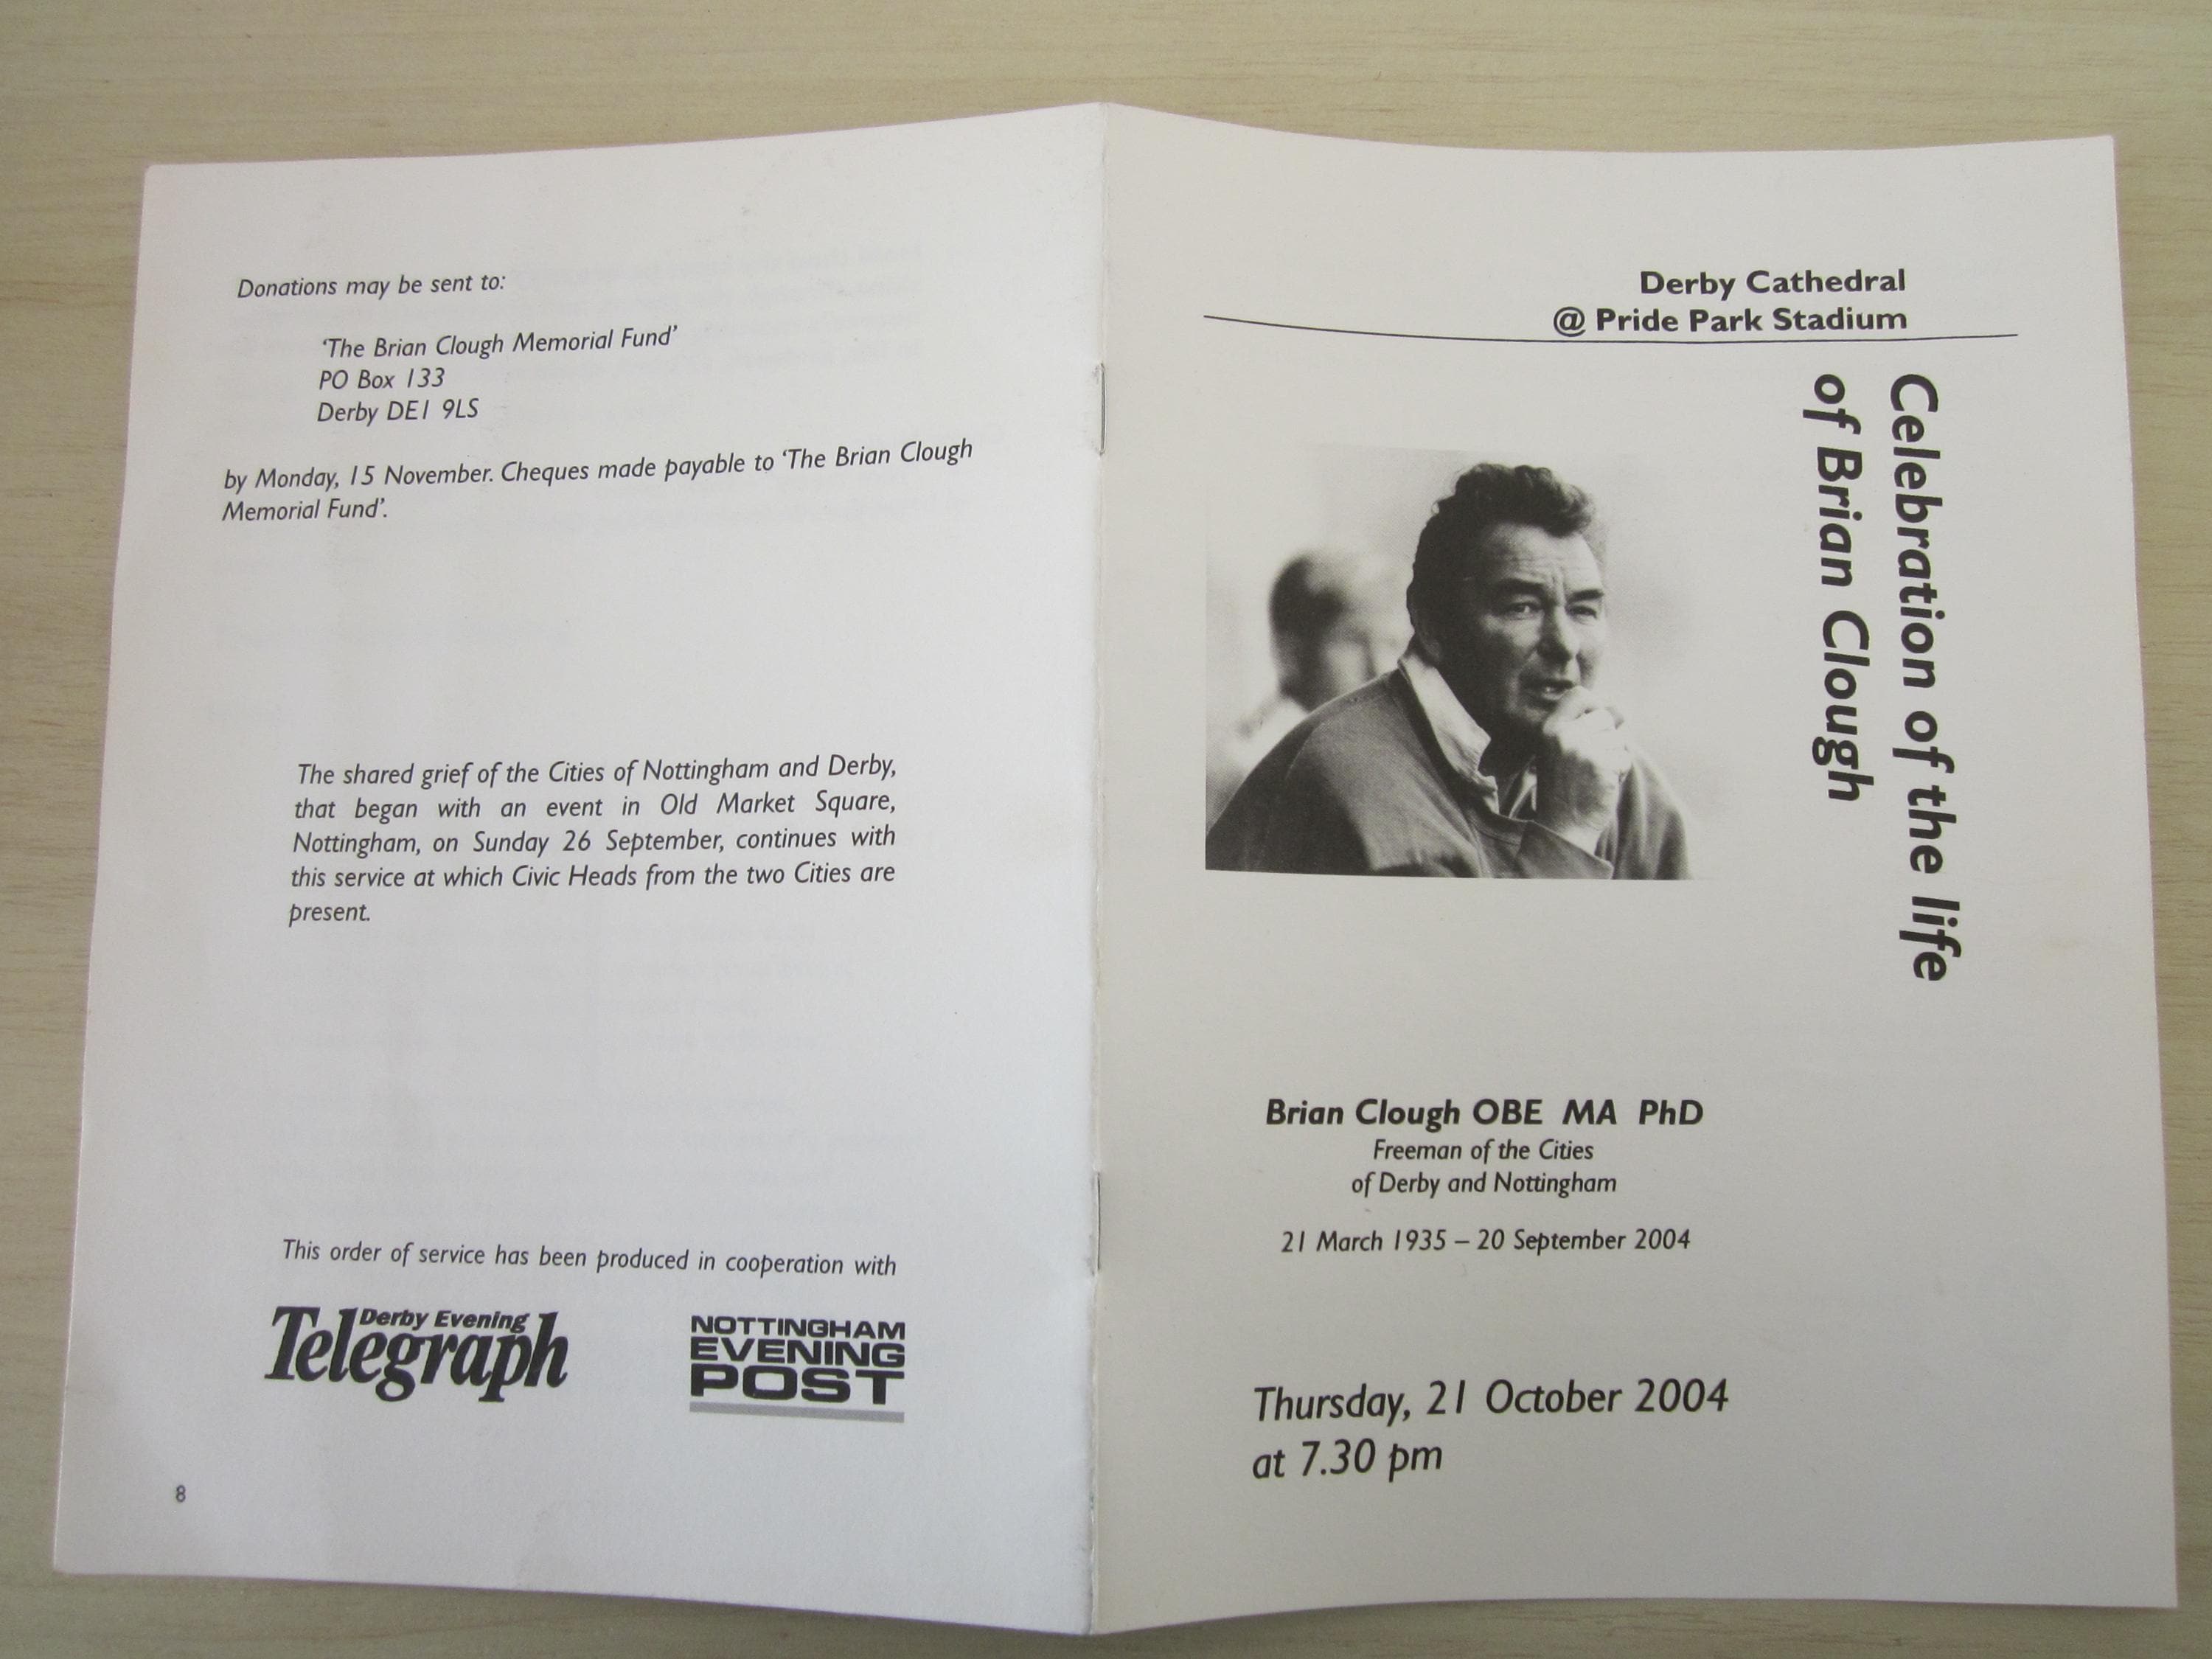 Donations may be sent to:
‘The Brian Clough Memorial Fund’
PO Box 133
Derby DE1 9LS
by Monday, 15 November. Cheques made payable to ‘The Brian Clough
Memorial Fund’.
The shared grief of the Cities of Nottingham and Derby,
that began with an event in Old Market Square,
Nottingham, on Sunday 26 September, continues with
this service at which Civic Heads from the two Cities are
present.
This order of service has been produced in cooperation with
Derby Evening
Telegraph
NOTTINGHAM
EVENING
POST
8
Derby Cathedral
@ Pride Park Stadium
Celebration of the life
of Brian Clough
Brian Clough OBE MA PhD
Freeman of the Cities
of Derby and Nottingham
21 March 1935 – 20 September 2004
Thursday, 21 October 2004
at 7.30 pm